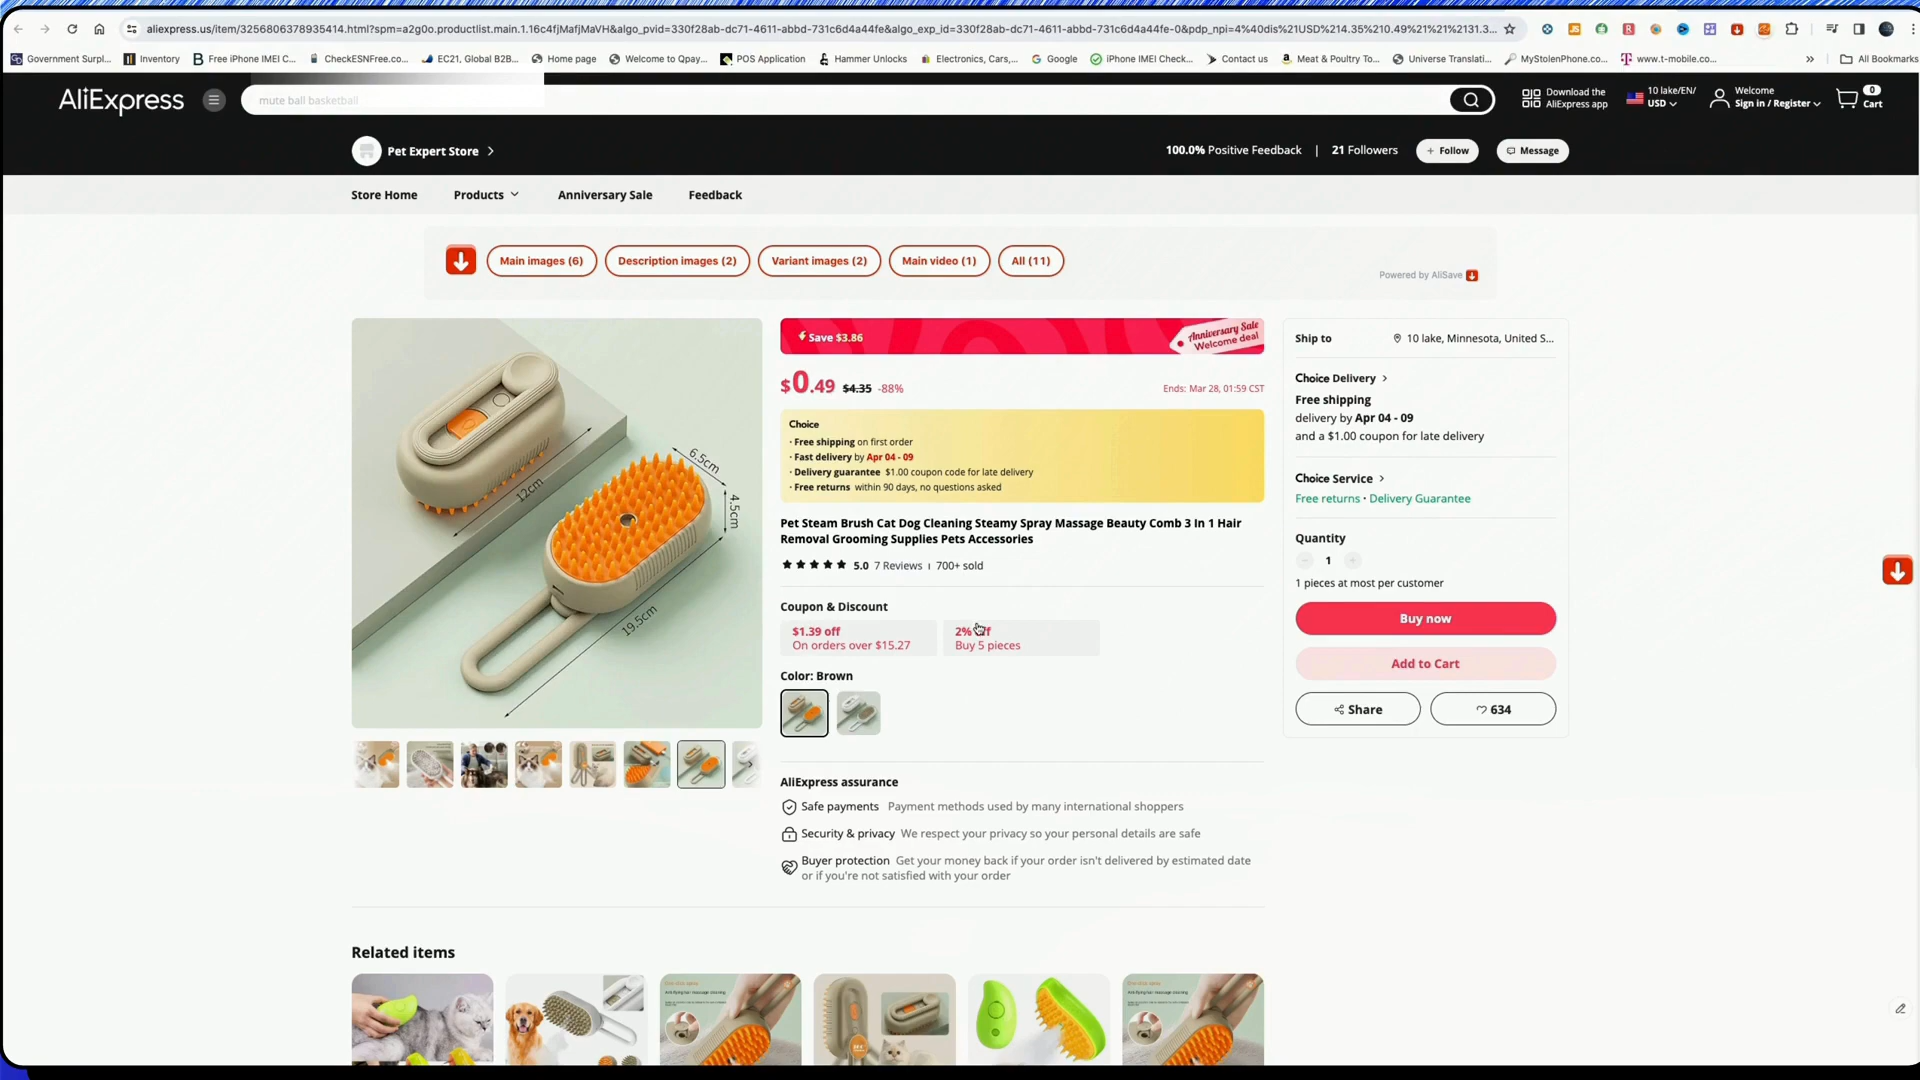 aliexpress.us/item/3256806378935414.html?spm=a2g0o.productlist.main.1.16c4fjMafjMaVH&algo_pvid=330f28ab-dc71-4611-abbd-731c6d4a44fe&algo_exp_id=330f28ab-dc71-4611-abbd-731c6d4a44fe-0&pdp_npi=4%40dis%21USD%214.35%210.49%21%21%2131.3...
Government Surpl...
Inventory
Free iPhone IMEI C...
CheckESNFree.co...
EC21, Global B2B...
Home page
Welcome to Qpay...
POS Application
Hammer Unlocks
Electronics, Cars,...
Google
iPhone IMEI Check...
Contact us
Meat & Poultry To...
Universe Translati...
MyStolenPhone.co...
www.t-mobile.co...
All Bookmarks
AliExpress
mute ball basketball
Download the
AliExpress app
10 lake/EN/
USD
Welcome
Sign in / Register
0
Cart
Pet Expert Store
100.0% Positive Feedback | 21 Followers
+ Follow
Message
Store Home
Products
Anniversary Sale
Feedback
Main images (6)
Description images (2)
Variant images (2)
Main video (1)
All (11)
Powered by AliSave
12cm
6.5cm
4.5cm
19.5cm
Save $3.86
Anniversary Sale
Welcome deal
$0.49 $4.35 -88%
Ends: Mar 28, 01:59 CST
Choice
· Free shipping on first order
· Fast delivery by Apr 04 - 09
· Delivery guarantee $1.00 coupon code for late delivery
· Free returns within 90 days, no questions asked
Pet Steam Brush Cat Dog Cleaning Steamy Spray Massage Beauty Comb 3 In 1 Hair
Removal Grooming Supplies Pets Accessories
5.0 7 Reviews | 700+ sold
Coupon & Discount
$1.39 off
On orders over $15.27
2% off
Buy 5 pieces
Color: Brown
AliExpress assurance
Safe payments Payment methods used by many international shoppers
Security & privacy We respect your privacy so your personal details are safe
Buyer protection Get your money back if your order isn't delivered by estimated date
or if you're not satisfied with your order
Ship to
10 lake, Minnesota, United S...
Choice Delivery >
Free shipping
delivery by Apr 04 - 09
and a $1.00 coupon for late delivery
Choice Service >
Free returns · Delivery Guarantee
Quantity
1
1 pieces at most per customer
Buy now
Add to Cart
Share
634
Related items